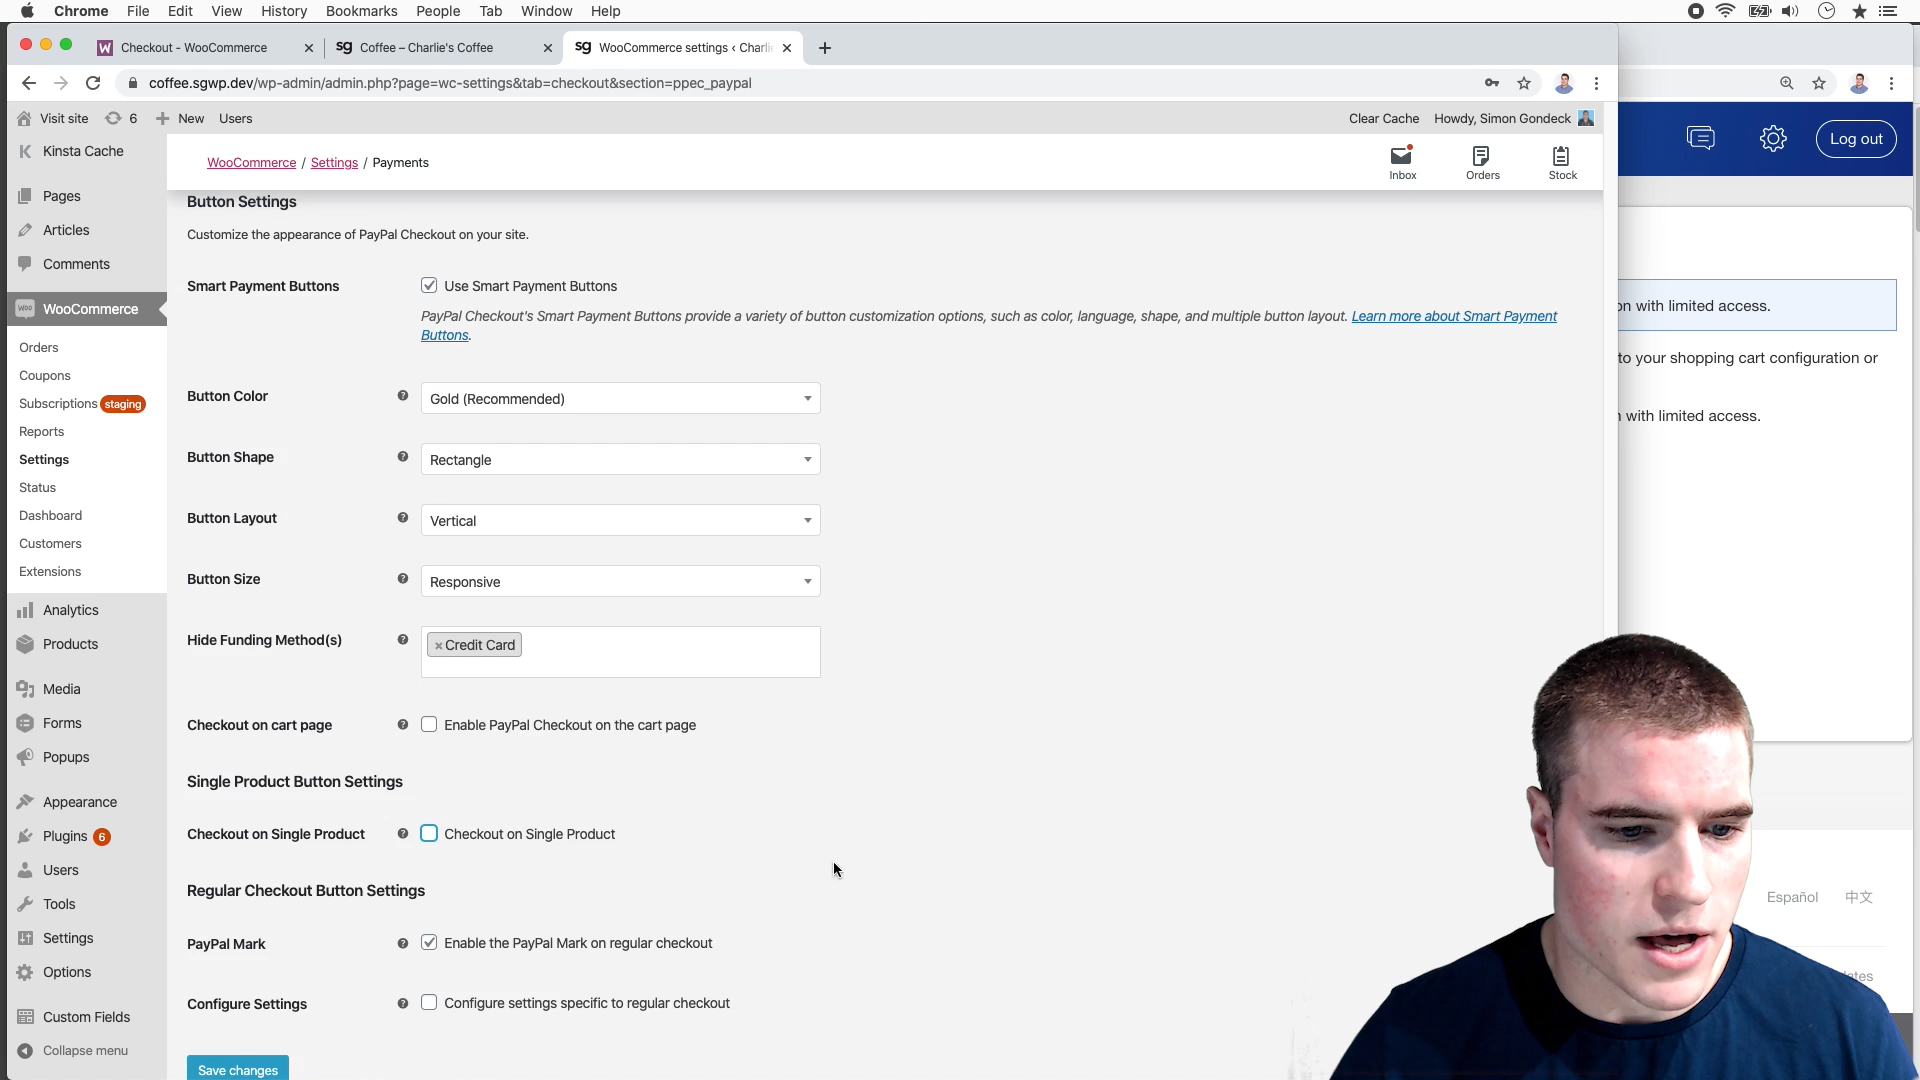 Chrome File Edit View History Bookmarks People Tab Window Help
Checkout - WooCommerce
sg Coffee – Charlie's Coffee
sg WooCommerce settings ‹ Charli
coffee.sgwp.dev/wp-admin/admin.php?page=wc-settings&tab=checkout&section=ppec_paypal
Visit site 6 New Users Clear Cache Howdy, Simon Gondeck
Kinsta Cache
Pages
Articles
Comments
WooCommerce
Orders
Coupons
Subscriptions staging
Reports
Settings
Status
Dashboard
Customers
Extensions
Analytics
Products
Media
Forms
Popups
Appearance
Plugins 6
Users
Tools
Settings
Options
Custom Fields
Collapse menu
WooCommerce / Settings / Payments
Inbox Orders Stock
Button Settings
Customize the appearance of PayPal Checkout on your site.
Smart Payment Buttons Use Smart Payment Buttons
PayPal Checkout's Smart Payment Buttons provide a variety of button customization options, such as color, language, shape, and multiple button layout. Learn more about Smart Payment
Buttons.
Button Color Gold (Recommended)
Button Shape Rectangle
Button Layout Vertical
Button Size Responsive
Hide Funding Method(s) × Credit Card
Checkout on cart page Enable PayPal Checkout on the cart page
Single Product Button Settings
Checkout on Single Product Checkout on Single Product
Regular Checkout Button Settings
PayPal Mark Enable the PayPal Mark on regular checkout
Configure Settings Configure settings specific to regular checkout
Save changes
Log out
on with limited access.
to your shopping cart configuration or
with limited access.
Español 中文